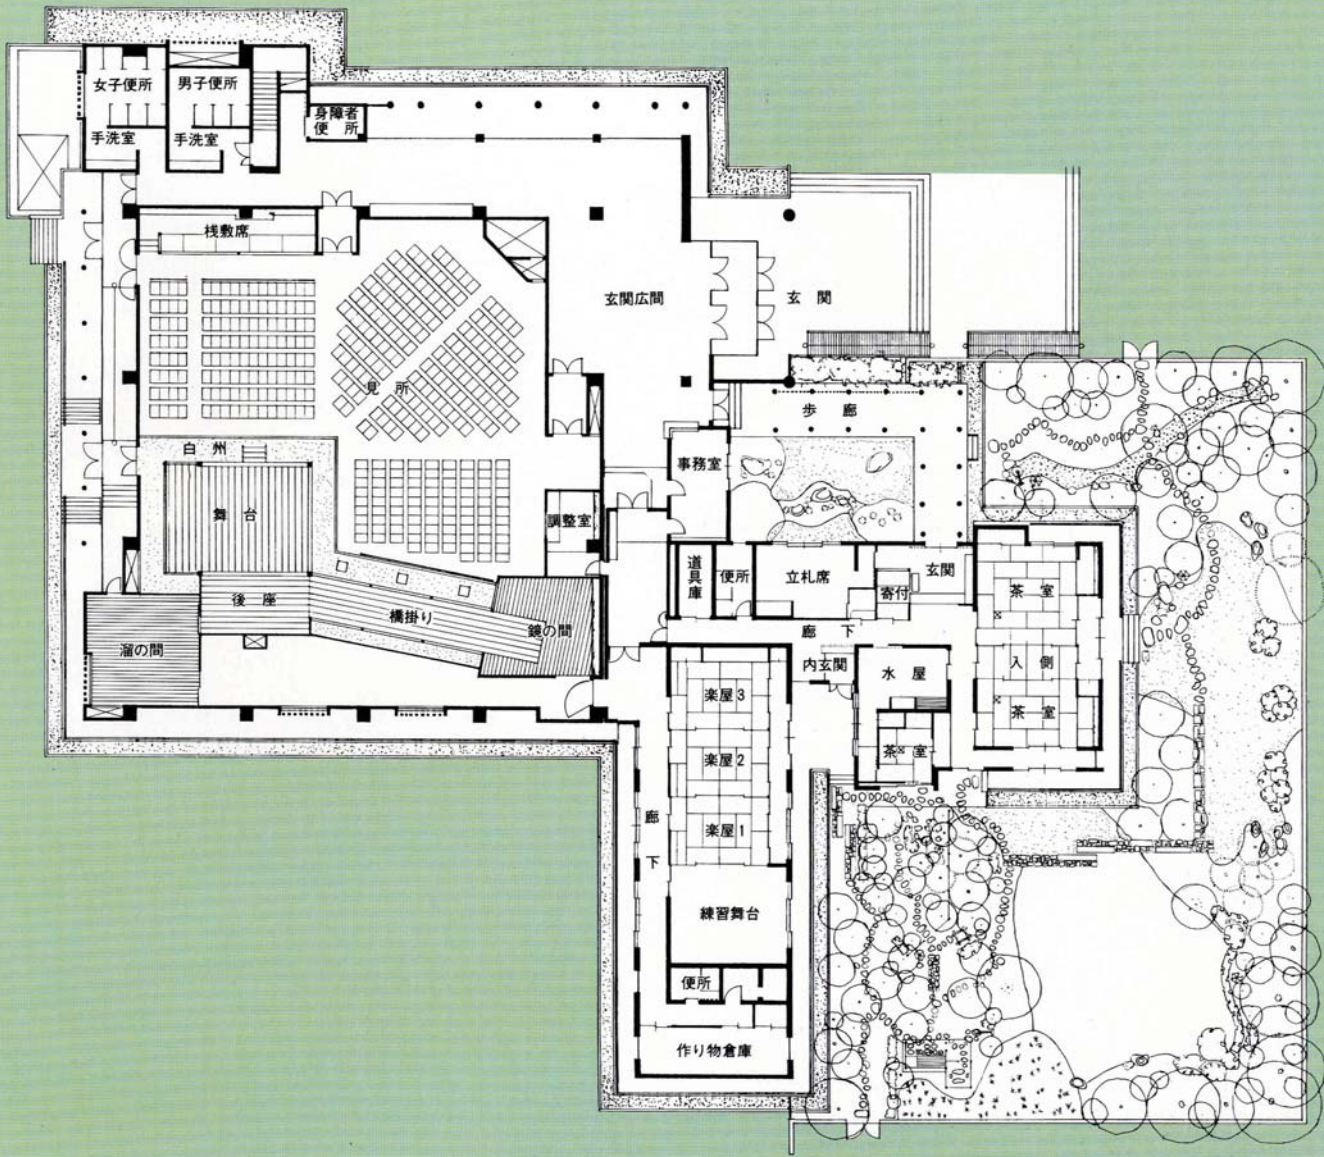 女子便所
男子便所
手洗室
手洗室
身障者
便所
桟敷席
見所
玄関広間
玄関
歩廊
事務室
白州
舞台
調整室
後座
橋掛り
鏡の間
溜の間
道具庫
便所
立札席
玄関
寄付
廊下
内玄関
水屋
茶室
茶室
入側
茶室
楽屋3
楽屋2
楽屋1
廊下
練習舞台
便所
作り物倉庫